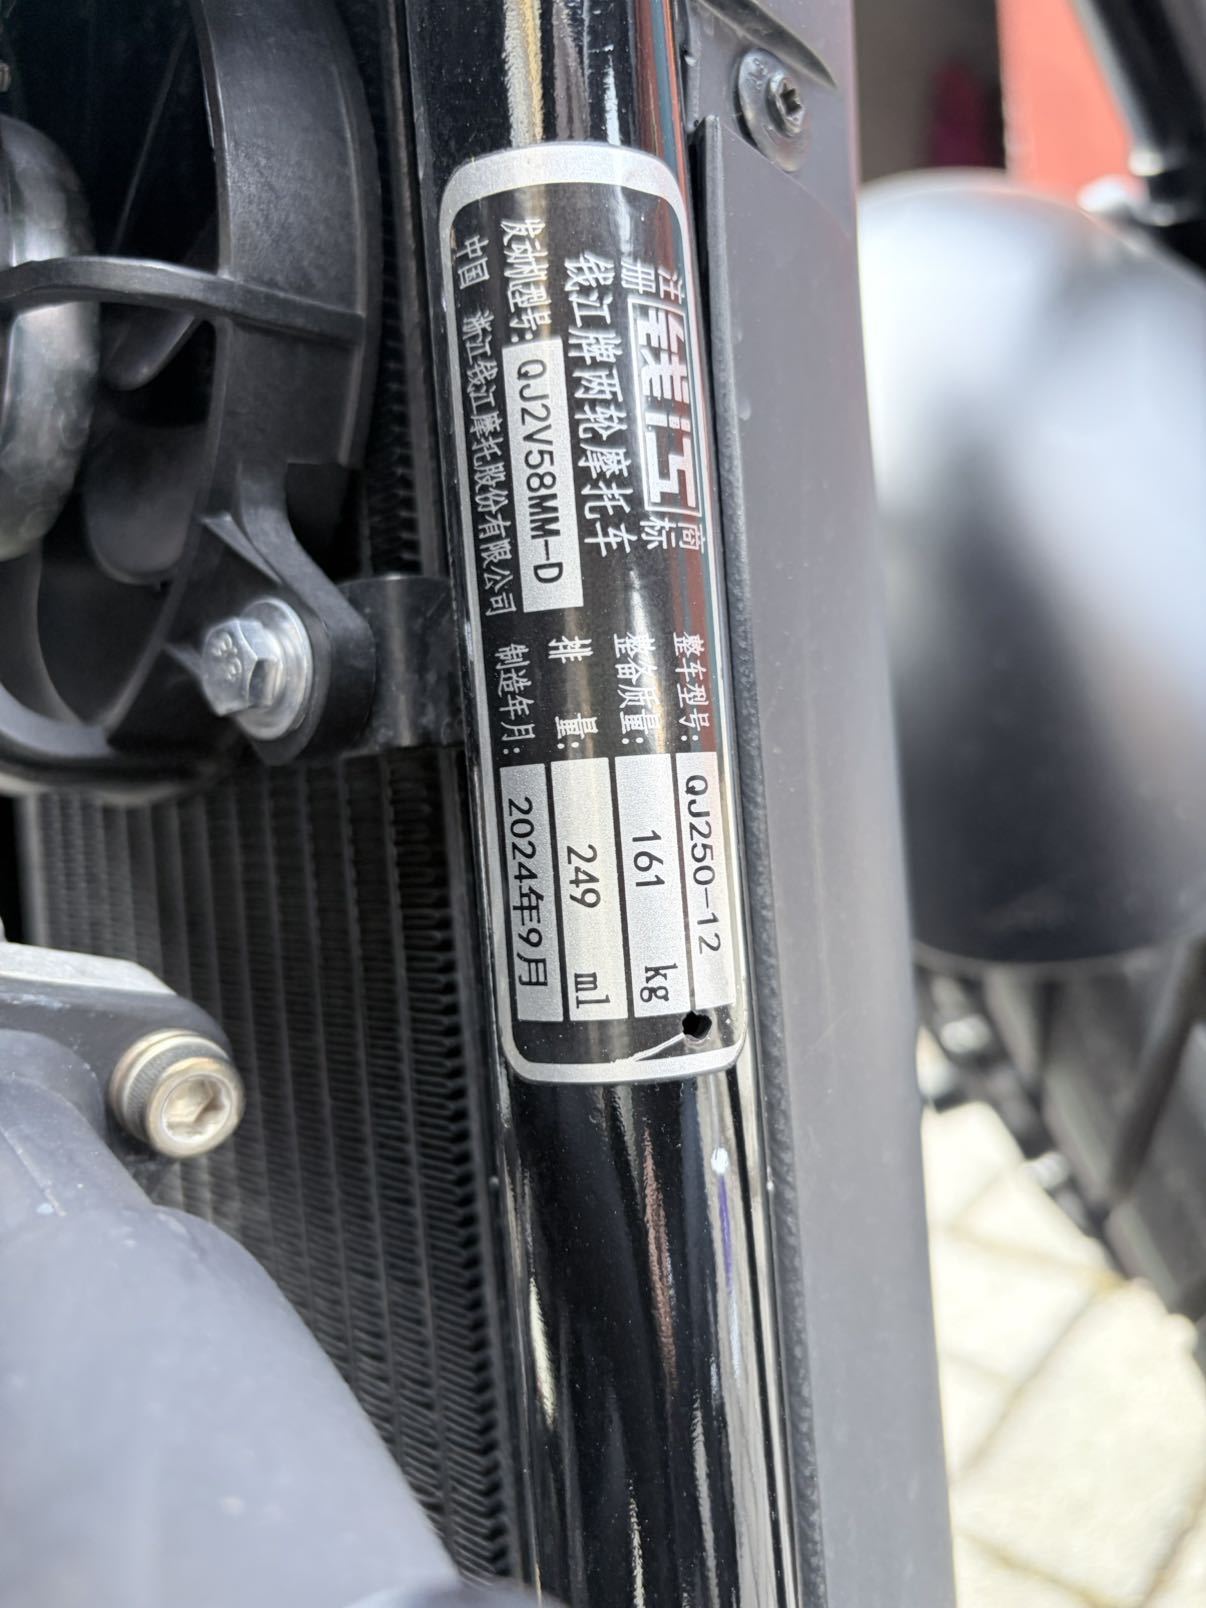 注册 钱江 商标
钱江牌两轮摩托车
发动机型号: QJ2V58MM-D
中国 浙江钱江摩托股份有限公司
整车型号: QJ250-12
整备质量: 161 kg
排 量: 249 ml
制造年月: 2024年9月